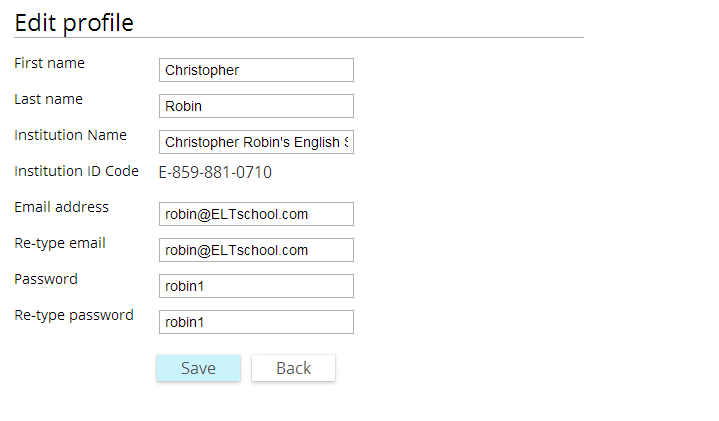 Edit profile
First name Christopher
Last name Robin
Institution Name Christopher Robin's English
Institution ID Code E-859-881-0710
Email address robin@ELTschool.com
Re-type email robin@ELTschool.com
Password robin1
Re-type password robin1
Save Back